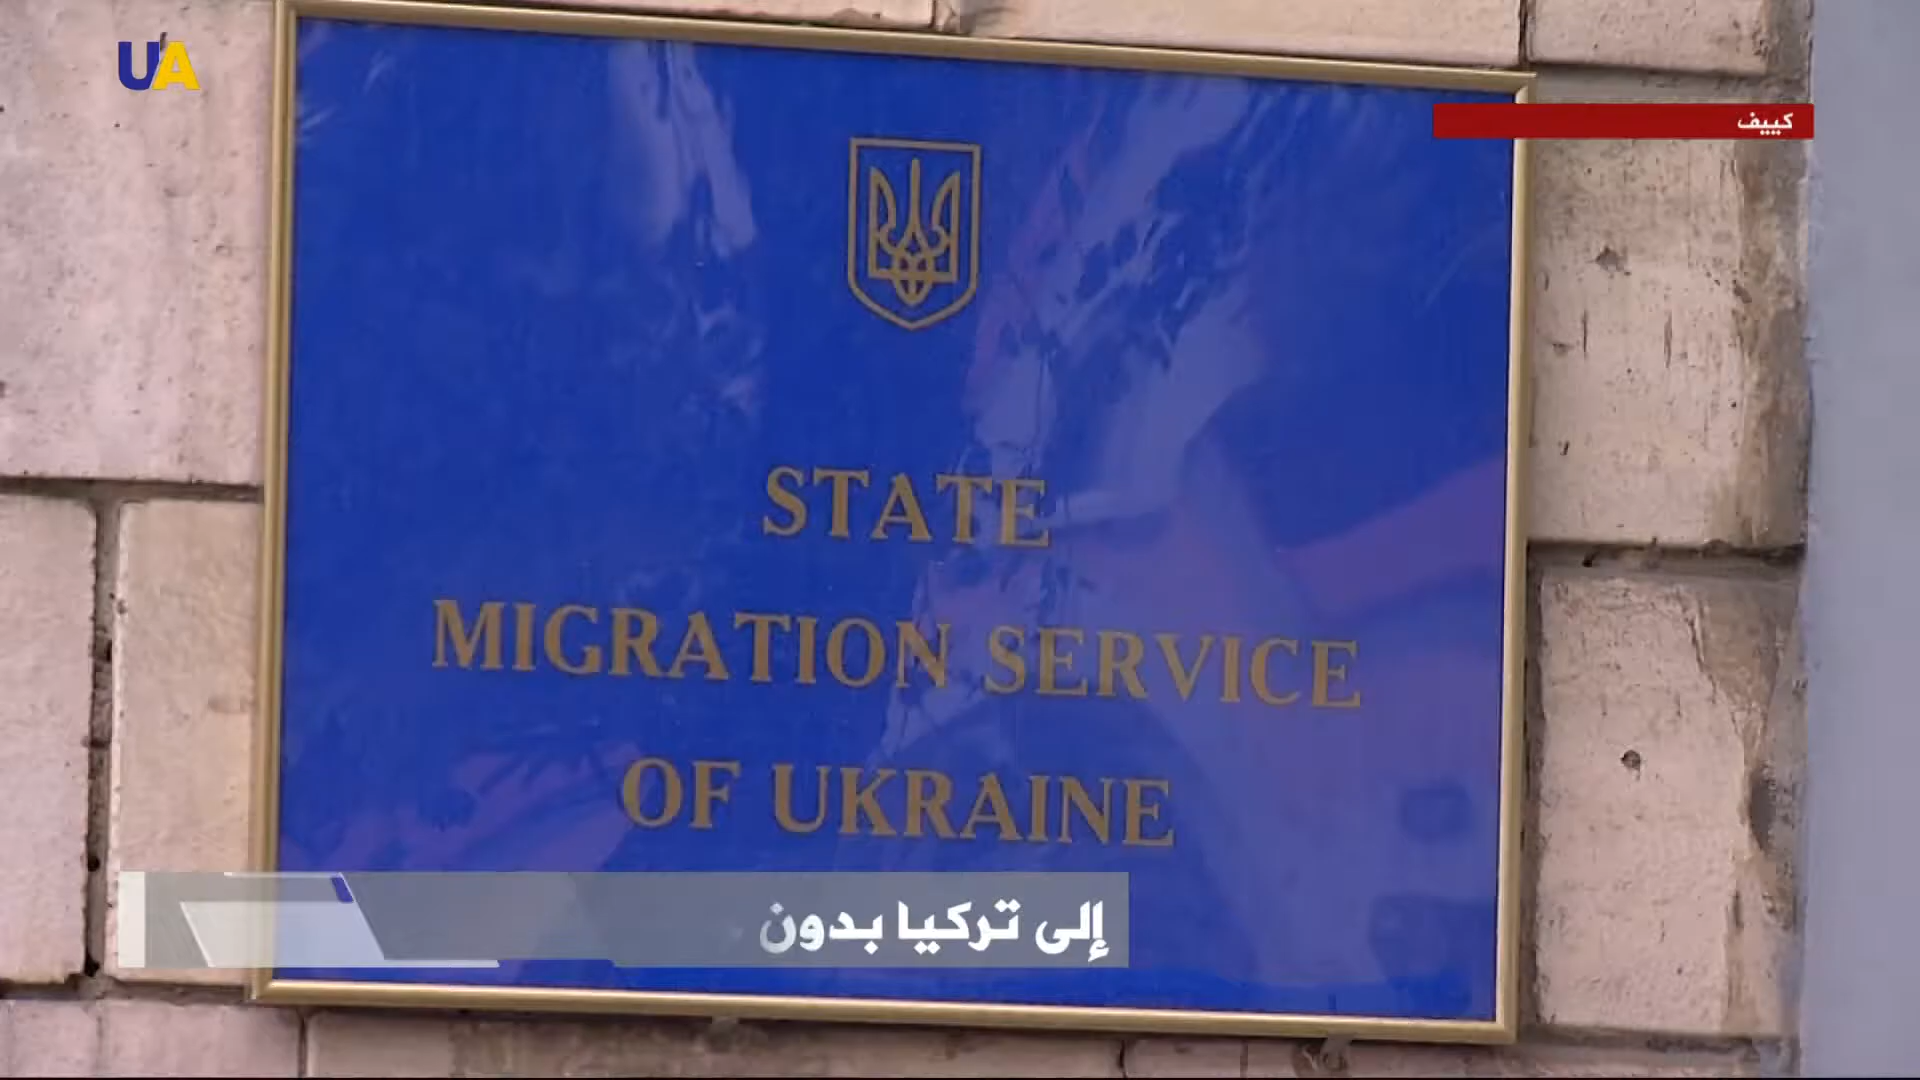 UA
كييف
STATE
MIGRATION SERVICE
OF UKRAINE
إلى تركيا بدون